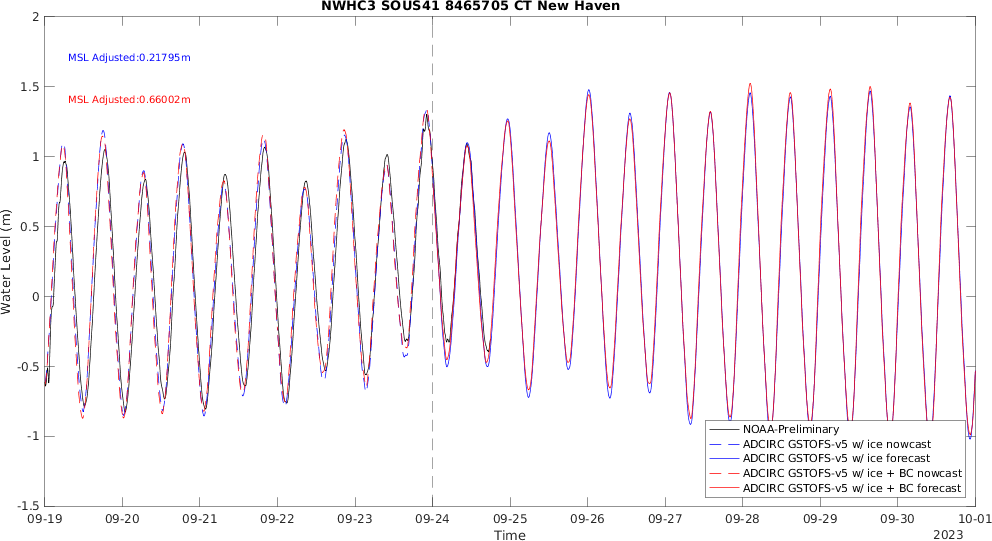 NWHC3 SOUS41 8465705 CT New Haven
2
1.5
1
0.5
0
-0.5
-1
-1.5
Water Level (m)
MSL Adjusted:0.21795m
MSL Adjusted:0.66002m
NOAA-Preliminary
ADCIRC GSTOFS-v5 w/ ice nowcast
ADCIRC GSTOFS-v5 w/ ice forecast
ADCIRC GSTOFS-v5 w/ ice + BC nowcast
ADCIRC GSTOFS-v5 w/ ice + BC forecast
09-19 09-20 09-21 09-22 09-23 09-24 09-25 09-26 09-27 09-28 09-29 09-30 10-01
Time
2023